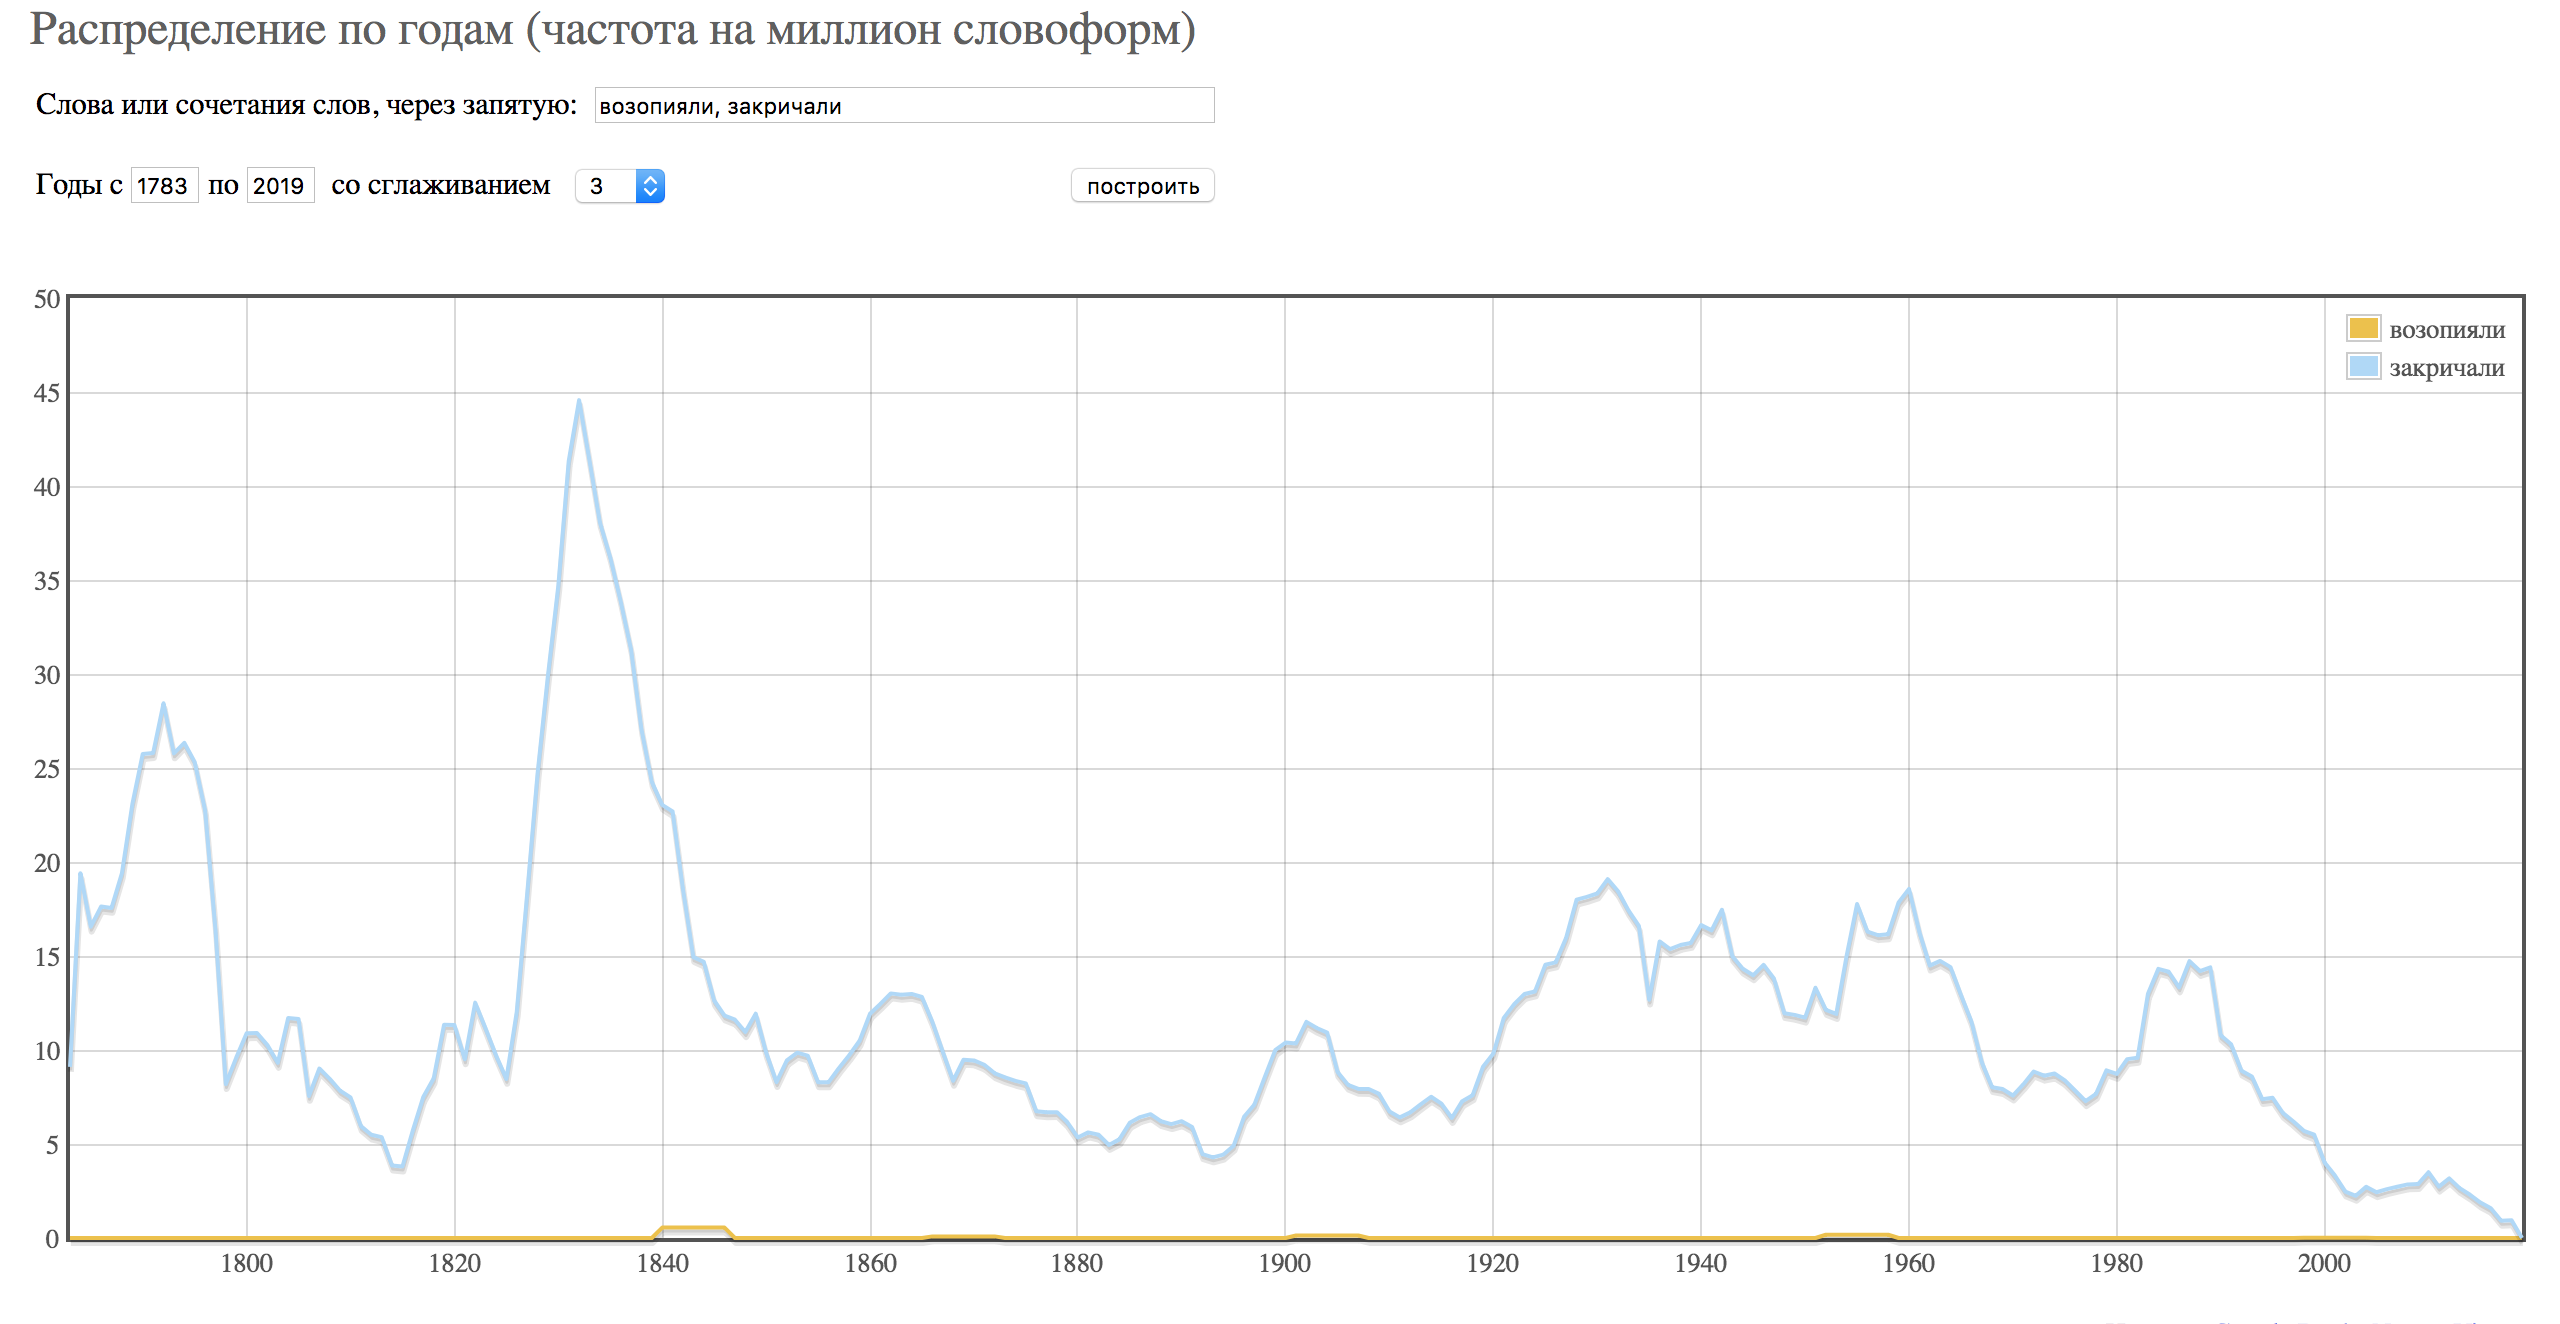 Распределение по годам (частота на миллион словоформ)
Слова или сочетания слов, через запятую: возопияли, закричали
Годы с 1783 по 2019 со сглаживанием 3 построить
50
возопияли
закричали
45
40
35
30
25
20
15
10
5
0
1800 1820 1840 1860 1880 1900 1920 1940 1960 1980 2000